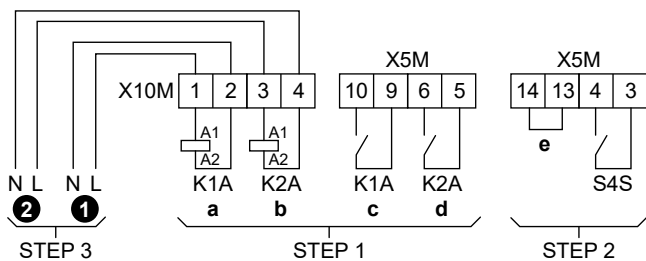 X5M X5M
X10M 1 2 3 4 10 9 6 5 14 13 4 3
A1 A1 e
A2 A2
N L N L K1A K2A K1A K2A S4S
2 1 a b c d
STEP 3 STEP 1 STEP 2